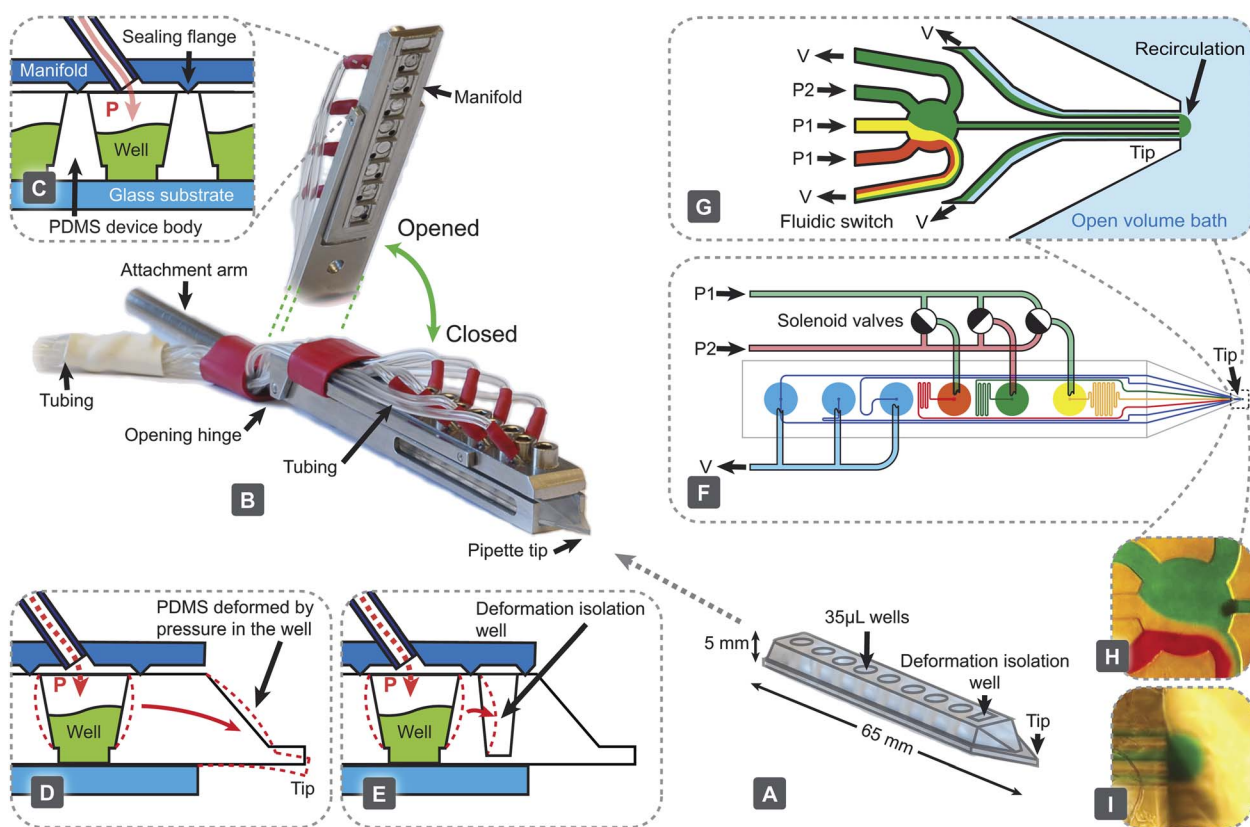 Sealing flange
Manifold
P
Well
Glass substrate
C
PDMS device body
Manifold
Opened
Closed
Attachment arm
Tubing
Opening hinge
Tubing
B
Pipette tip
V
P2
P1
P1
V
V
V
Recirculation
Tip
G
Fluidic switch
Open volume bath
P1
Solenoid valves
P2
Tip
V
F
PDMS deformed by
pressure in the well
P
Well
D
Tip
Deformation isolation
well
P
Well
E
35µL wells
5 mm
Deformation isolation
well
Tip
65 mm
A
H
I